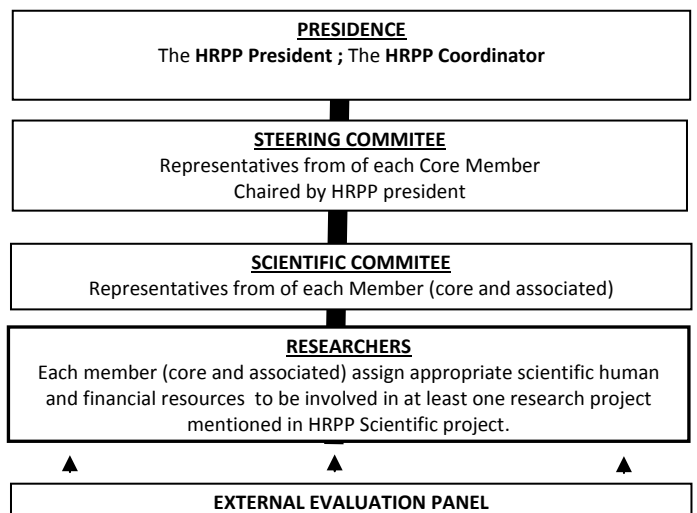 PRESIDENCE
The HRPP President ; The HRPP Coordinator
STEERING COMMITEE
Representatives from of each Core Member
Chaired by HRPP president
SCIENTIFIC COMMITEE
Representatives from of each Member (core and associated)
RESEARCHERS
Each member (core and associated) assign appropriate scientific human
and financial resources to be involved in at least one research project
mentioned in HRPP Scientific project.
EXTERNAL EVALUATION PANEL